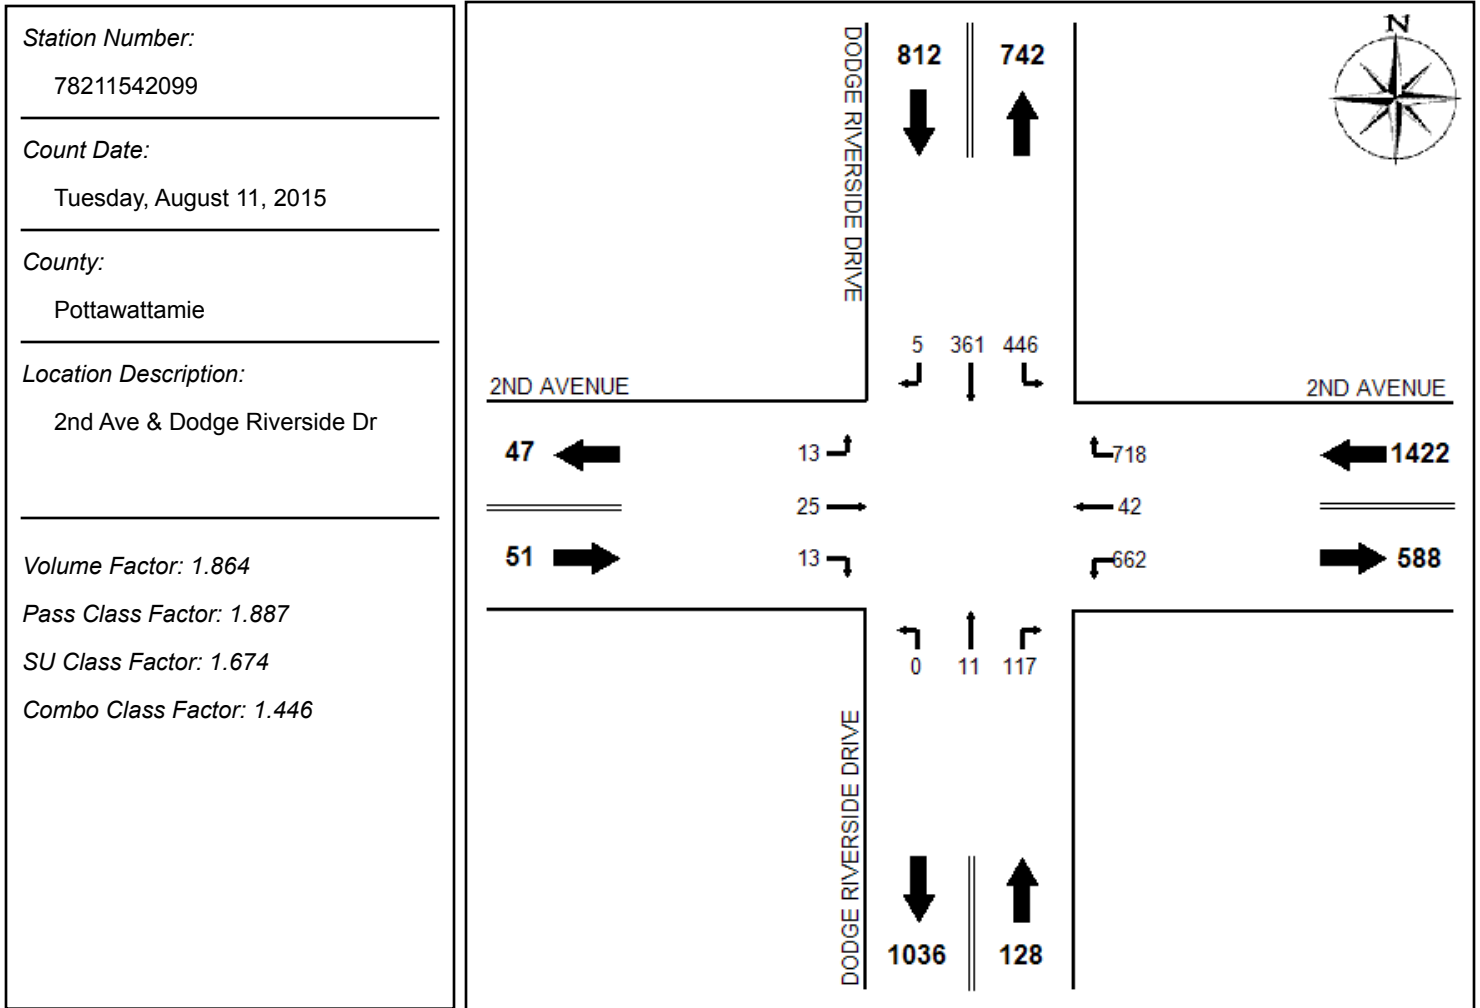 Station Number:
78211542099
Count Date:
Tuesday, August 11, 2015
County:
Pottawattamie
Location Description:
2nd Ave & Dodge Riverside Dr
Volume Factor: 1.864
Pass Class Factor: 1.887
SU Class Factor: 1.674
Combo Class Factor: 1.446
N
DODGE RIVERSIDE DRIVE
812 742
5 361 446
2ND AVENUE
2ND AVENUE
47 13 718 1422
25 42
51 13 662 588
0 11 117
DODGE RIVERSIDE DRIVE
1036 128